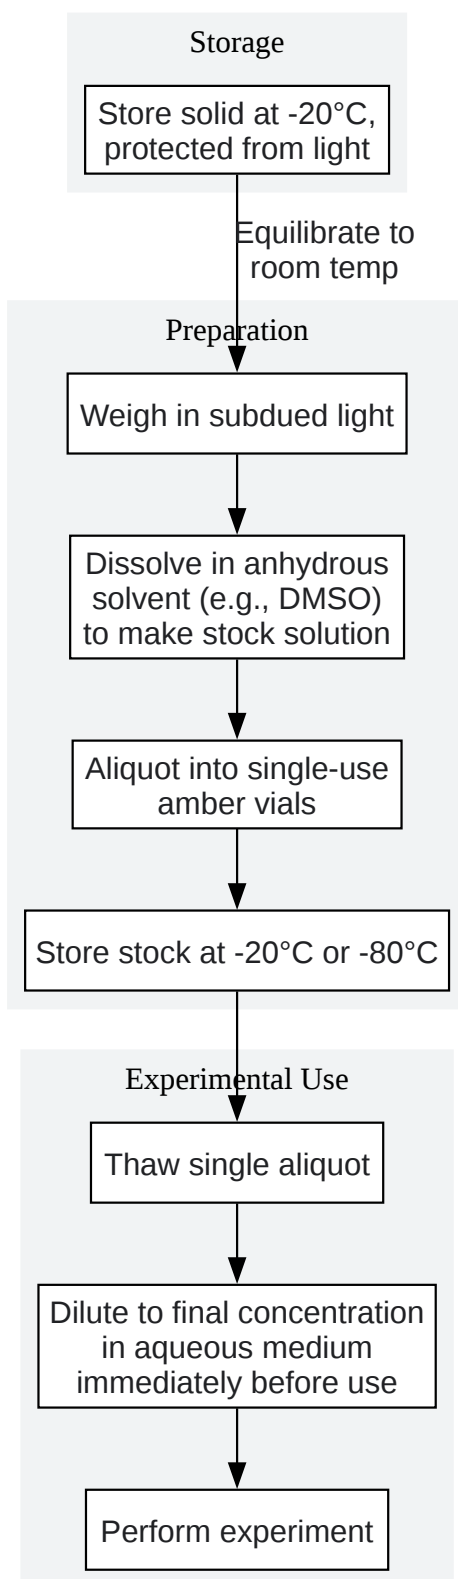 Storage
Store solid at -20°C,
protected from light
Equilibrate to
room temp
Preparation
Weigh in subdued light
Dissolve in anhydrous
solvent (e.g., DMSO)
to make stock solution
Aliquot into single-use
amber vials
Store stock at -20°C or -80°C
Experimental Use
Thaw single aliquot
Dilute to final concentration
in aqueous medium
immediately before use
Perform experiment